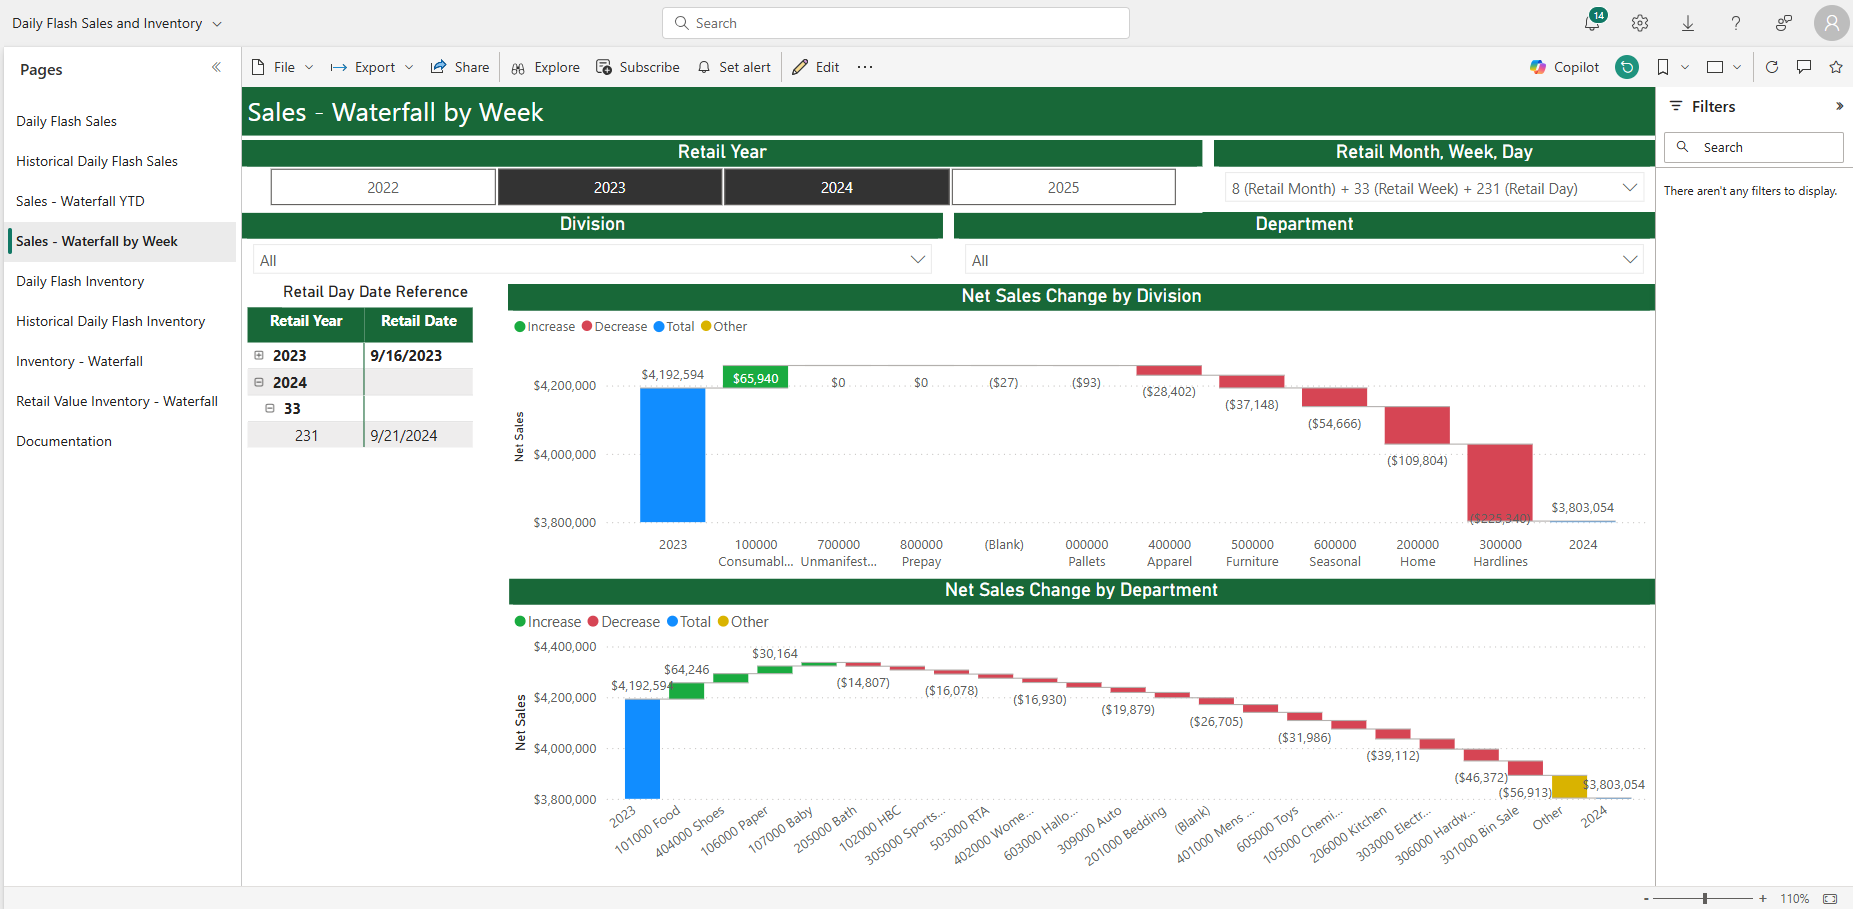 Daily Flash Sales and Inventory
Search
14
Pages
File
Export
Share
Explore
Subscribe
Set alert
Edit
Copilot
Daily Flash Sales
Historical Daily Flash Sales
Sales - Waterfall YTD
Sales - Waterfall by Week
Daily Flash Inventory
Historical Daily Flash Inventory
Inventory - Waterfall
Retail Value Inventory - Waterfall
Documentation
Sales - Waterfall by Week
Retail Year
2022
2023
2024
2025
Retail Month, Week, Day
8 (Retail Month) + 33 (Retail Week) + 231 (Retail Day)
Division
All
Department
All
Retail Day Date Reference
Retail Year Retail Date
2023 9/16/2023
2024
33
231 9/21/2024
Net Sales Change by Division
Increase Decrease Total Other
Net Sales
$4,200,000
$4,000,000
$3,800,000
$4,192,594
$65,940
$0
$0
($27)
($93)
($28,402)
($37,148)
($54,666)
($109,804)
($225,340)
$3,803,054
2023
100000 Consumabl...
700000 Unmanifest...
800000 Prepay
(Blank)
000000 Pallets
400000 Apparel
500000 Furniture
600000 Seasonal
200000 Home
300000 Hardlines
2024
Net Sales Change by Department
Increase Decrease Total Other
Net Sales
$4,400,000
$4,200,000
$4,000,000
$3,800,000
$4,192,594
$64,246
$30,164
($14,807)
($16,078)
($16,930)
($19,879)
($26,705)
($31,986)
($39,112)
($46,372)
($56,913)
$3,803,054
2023
101000 Food
404000 Shoes
106000 Paper
107000 Baby
205000 Bath
102000 HBC
305000 Sports...
503000 RTA
402000 Wome...
603000 Hallo...
309000 Auto
201000 Bedding
(Blank)
401000 Mens ...
605000 Toys
105000 Chemi...
206000 Kitchen
303000 Electr...
306000 Hardw...
301000 Bin Sale
Other
2024
Filters
Search
There aren't any filters to display.
- + 110%